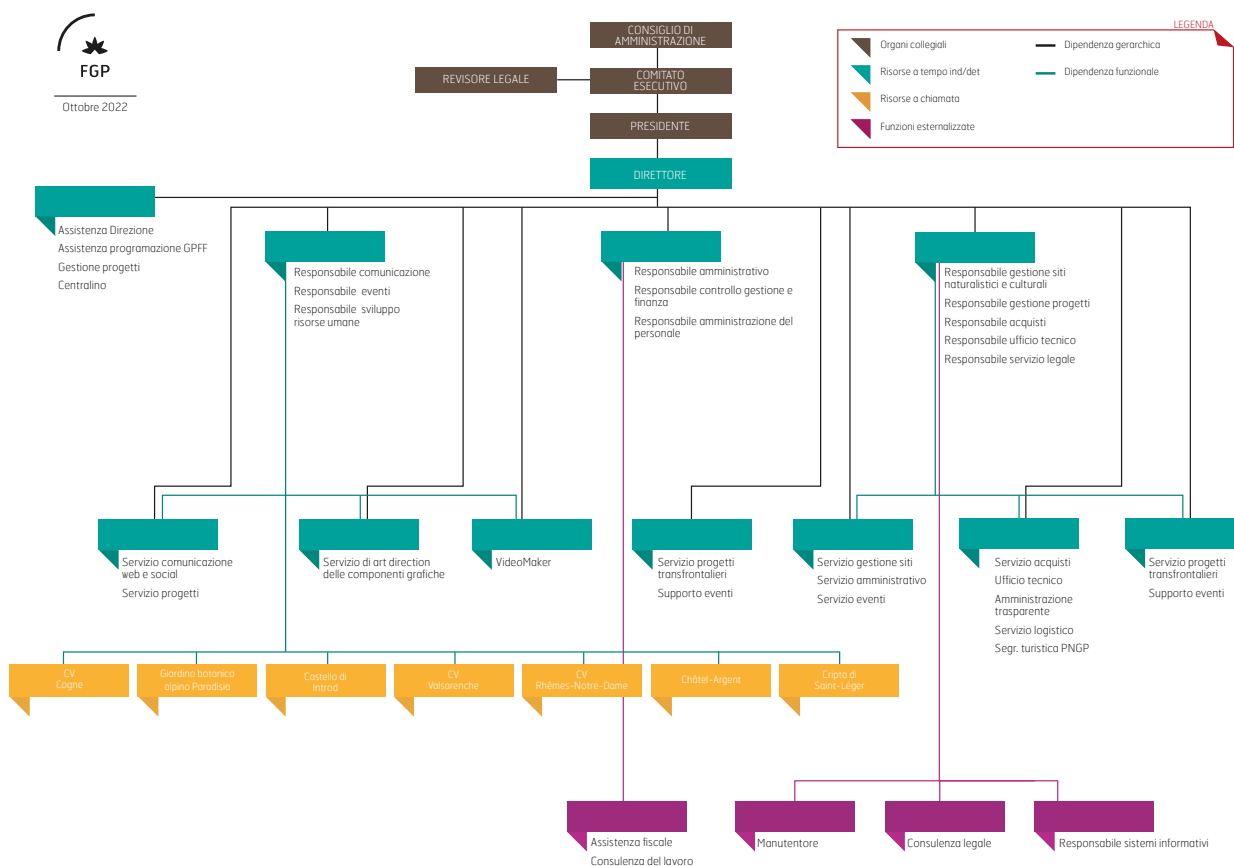 FGP
Ottobre 2022
CONSIGLIO DI
AMMINISTRAZIONE
REVISORE LEGALE
COMITATO
ESECUTIVO
PRESIDENTE
DIRETTORE
LEGENDA
Organi collegiali
Risorse a tempo ind/det
Risorse a chiamata
Funzioni esternalizzate
Dipendenza gerarchica
Dipendenza funzionale
Assistenza Direzione
Assistenza programazione GPFF
Gestione progetti
Centralino
Responsabile comunicazione
Responsabile eventi
Responsabile sviluppo
risorse umane
Responsabile amministrativo
Responsabile controllo gestione e
finanza
Responsabile amministrazione del
personale
Responsabile gestione siti
naturalistici e culturali
Responsabile gestione progetti
Responsabile acquisti
Responsabile ufficio tecnico
Responsabile servizio legale
Servizio comunicazione
web e social
Servizio progetti
Servizio di art direction
delle componenti grafiche
VideoMaker
Servizio progetti
transfrontalieri
Supporto eventi
Servizio gestione siti
Servizio amministrativo
Servizio eventi
Servizio acquisti
Ufficio tecnico
Amministrazione
trasparente
Servizio logistico
Segr. turistica PNGP
Servizio progetti
transfrontalieri
Supporto eventi
CV
Cogne
Giardino botanico
alpino Paradisia
Castello di
Introd
CV
Valsarenche
CV
Rhêmes-Notre-Dame
Châtel-Argent
Cripta di
Saint-Léger
Assistenza fiscale
Consulenza del lavoro
Manutentore
Consulenza legale
Responsabile sistemi informativi